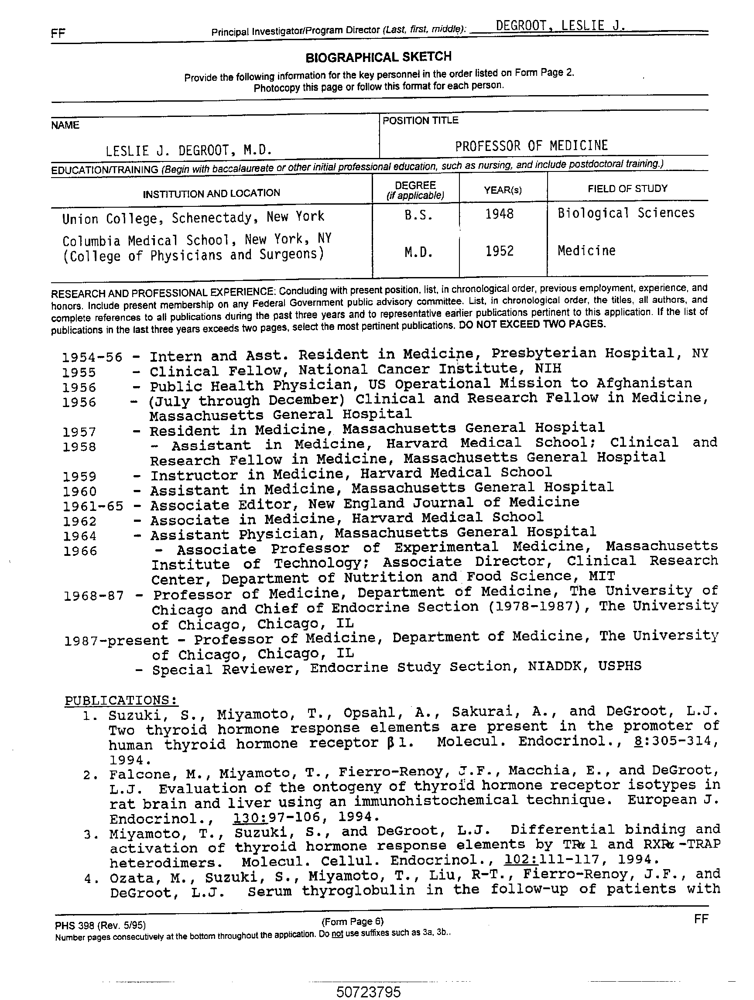 FF
Principal Investigator/Program Director (Last, first, middle): DEGROOT, LESLIE J.
BIOGRAPHICAL SKETCH
Provide the following information for the key personnel in the order listed on Form Page 2.
Photocopy this page or follow this format for each person.
NAME
LESLIE J. DEGROOT, M.D.
POSITION TITLE
PROFESSOR OF MEDICINE
EDUCATION/TRAINING (Begin with baccalaureate or other initial professional education, such as nursing, and include postdoctoral training.)
INSTITUTION AND LOCATION
DEGREE
(if applicable)
YEAR(s)
FIELD OF STUDY
Union College, Schenectady, New York B.S. 1948 Biological Sciences
Columbia Medical School, New York, NY
(College of Physicians and Surgeons) M.D. 1952 Medicine
RESEARCH AND PROFESSIONAL EXPERIENCE: Concluding with present position, list, in chronological order, previous employment, experience, and
honors. Include present membership on any Federal Government public advisory committee. List, in chronological order, the titles, all authors, and
complete references to all publications during the past three years and to representative earlier publications pertinent to this application. If the list of
publications in the last three years exceeds two pages, select the most pertinent publications. DO NOT EXCEED TWO PAGES.
1954-56 - Intern and Asst. Resident in Medicine, Presbyterian Hospital, NY
1955 - Clinical Fellow, National Cancer Institute, NIH
1956 - Public Health Physician, US Operational Mission to Afghanistan
1956 - (July through December) Clinical and Research Fellow in Medicine,
Massachusetts General Hospital
1957 - Resident in Medicine, Massachusetts General Hospital
1958 - Assistant in Medicine, Harvard Medical School; Clinical and
Research Fellow in Medicine, Massachusetts General Hospital
1959 - Instructor in Medicine, Harvard Medical School
1960 - Assistant in Medicine, Massachusetts General Hospital
1961-65 - Associate Editor, New England Journal of Medicine
1962 - Associate in Medicine, Harvard Medical School
1964 - Assistant Physician, Massachusetts General Hospital
1966 - Associate Professor of Experimental Medicine, Massachusetts
Institute of Technology; Associate Director, Clinical Research
Center, Department of Nutrition and Food Science, MIT
1968-87 - Professor of Medicine, Department of Medicine, The University of
Chicago and Chief of Endocrine Section (1978-1987), The University
of Chicago, Chicago, IL
1987-present - Professor of Medicine, Department of Medicine, The University
of Chicago, Chicago, IL
- Special Reviewer, Endocrine Study Section, NIADDK, USPHS
PUBLICATIONS:
1. Suzuki, S., Miyamoto, T., Opsahl, A., Sakurai, A., and DeGroot, L.J.
Two thyroid hormone response elements are present in the promoter of
human thyroid hormone receptor β1. Molecul. Endocrinol., 8:305-314,
1994.
2. Falcone, M., Miyamoto, T., Fierro-Renoy, J.F., Macchia, E., and DeGroot,
L.J. Evaluation of the ontogeny of thyroid hormone receptor isotypes in
rat brain and liver using an immunohistochemical technique. European J.
Endocrinol., 130:97-106, 1994.
3. Miyamoto, T., Suzuki, S., and DeGroot, L.J. Differential binding and
activation of thyroid hormone response elements by TRα1 and RXRα-TRAP
heterodimers. Molecul. Cellul. Endocrinol., 102:111-117, 1994.
4. Ozata, M., Suzuki, S., Miyamoto, T., Liu, R-T., Fierro-Renoy, J.F., and
DeGroot, L.J. Serum thyroglobulin in the follow-up of patients with
PHS 398 (Rev. 5/95) (Form Page 6) FF
Number pages consecutively at the bottom throughout the application. Do not use suffixes such as 3a, 3b..
50723795